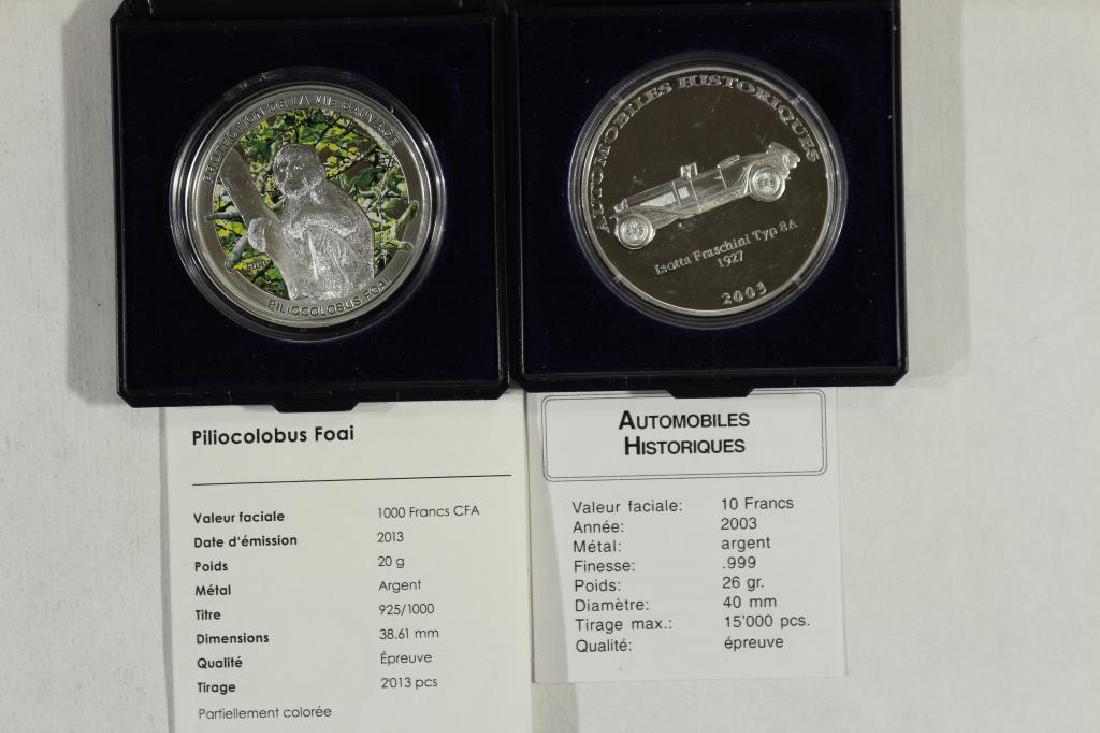 PROTECTION DE LA VIE SAUVAGE
PILIOCOLOBUS FOAI
AUTOMOBILES HISTORIQUES
Isotta Fraschini Typ 8A
1927
2003
Piliocolobus Foai
Valeur faciale 1000 Francs CFA
Date d'émission 2013
Poids 20 g
Métal Argent
Titre 925/1000
Dimensions 38.61 mm
Qualité Épreuve
Tirage 2013 pcs
Partiellement colorée
AUTOMOBILES
HISTORIQUES
Valeur faciale: 10 Francs
Année: 2003
Métal: argent
Finesse: .999
Poids: 26 gr.
Diamètre: 40 mm
Tirage max.: 15'000 pcs.
Qualité: épreuve